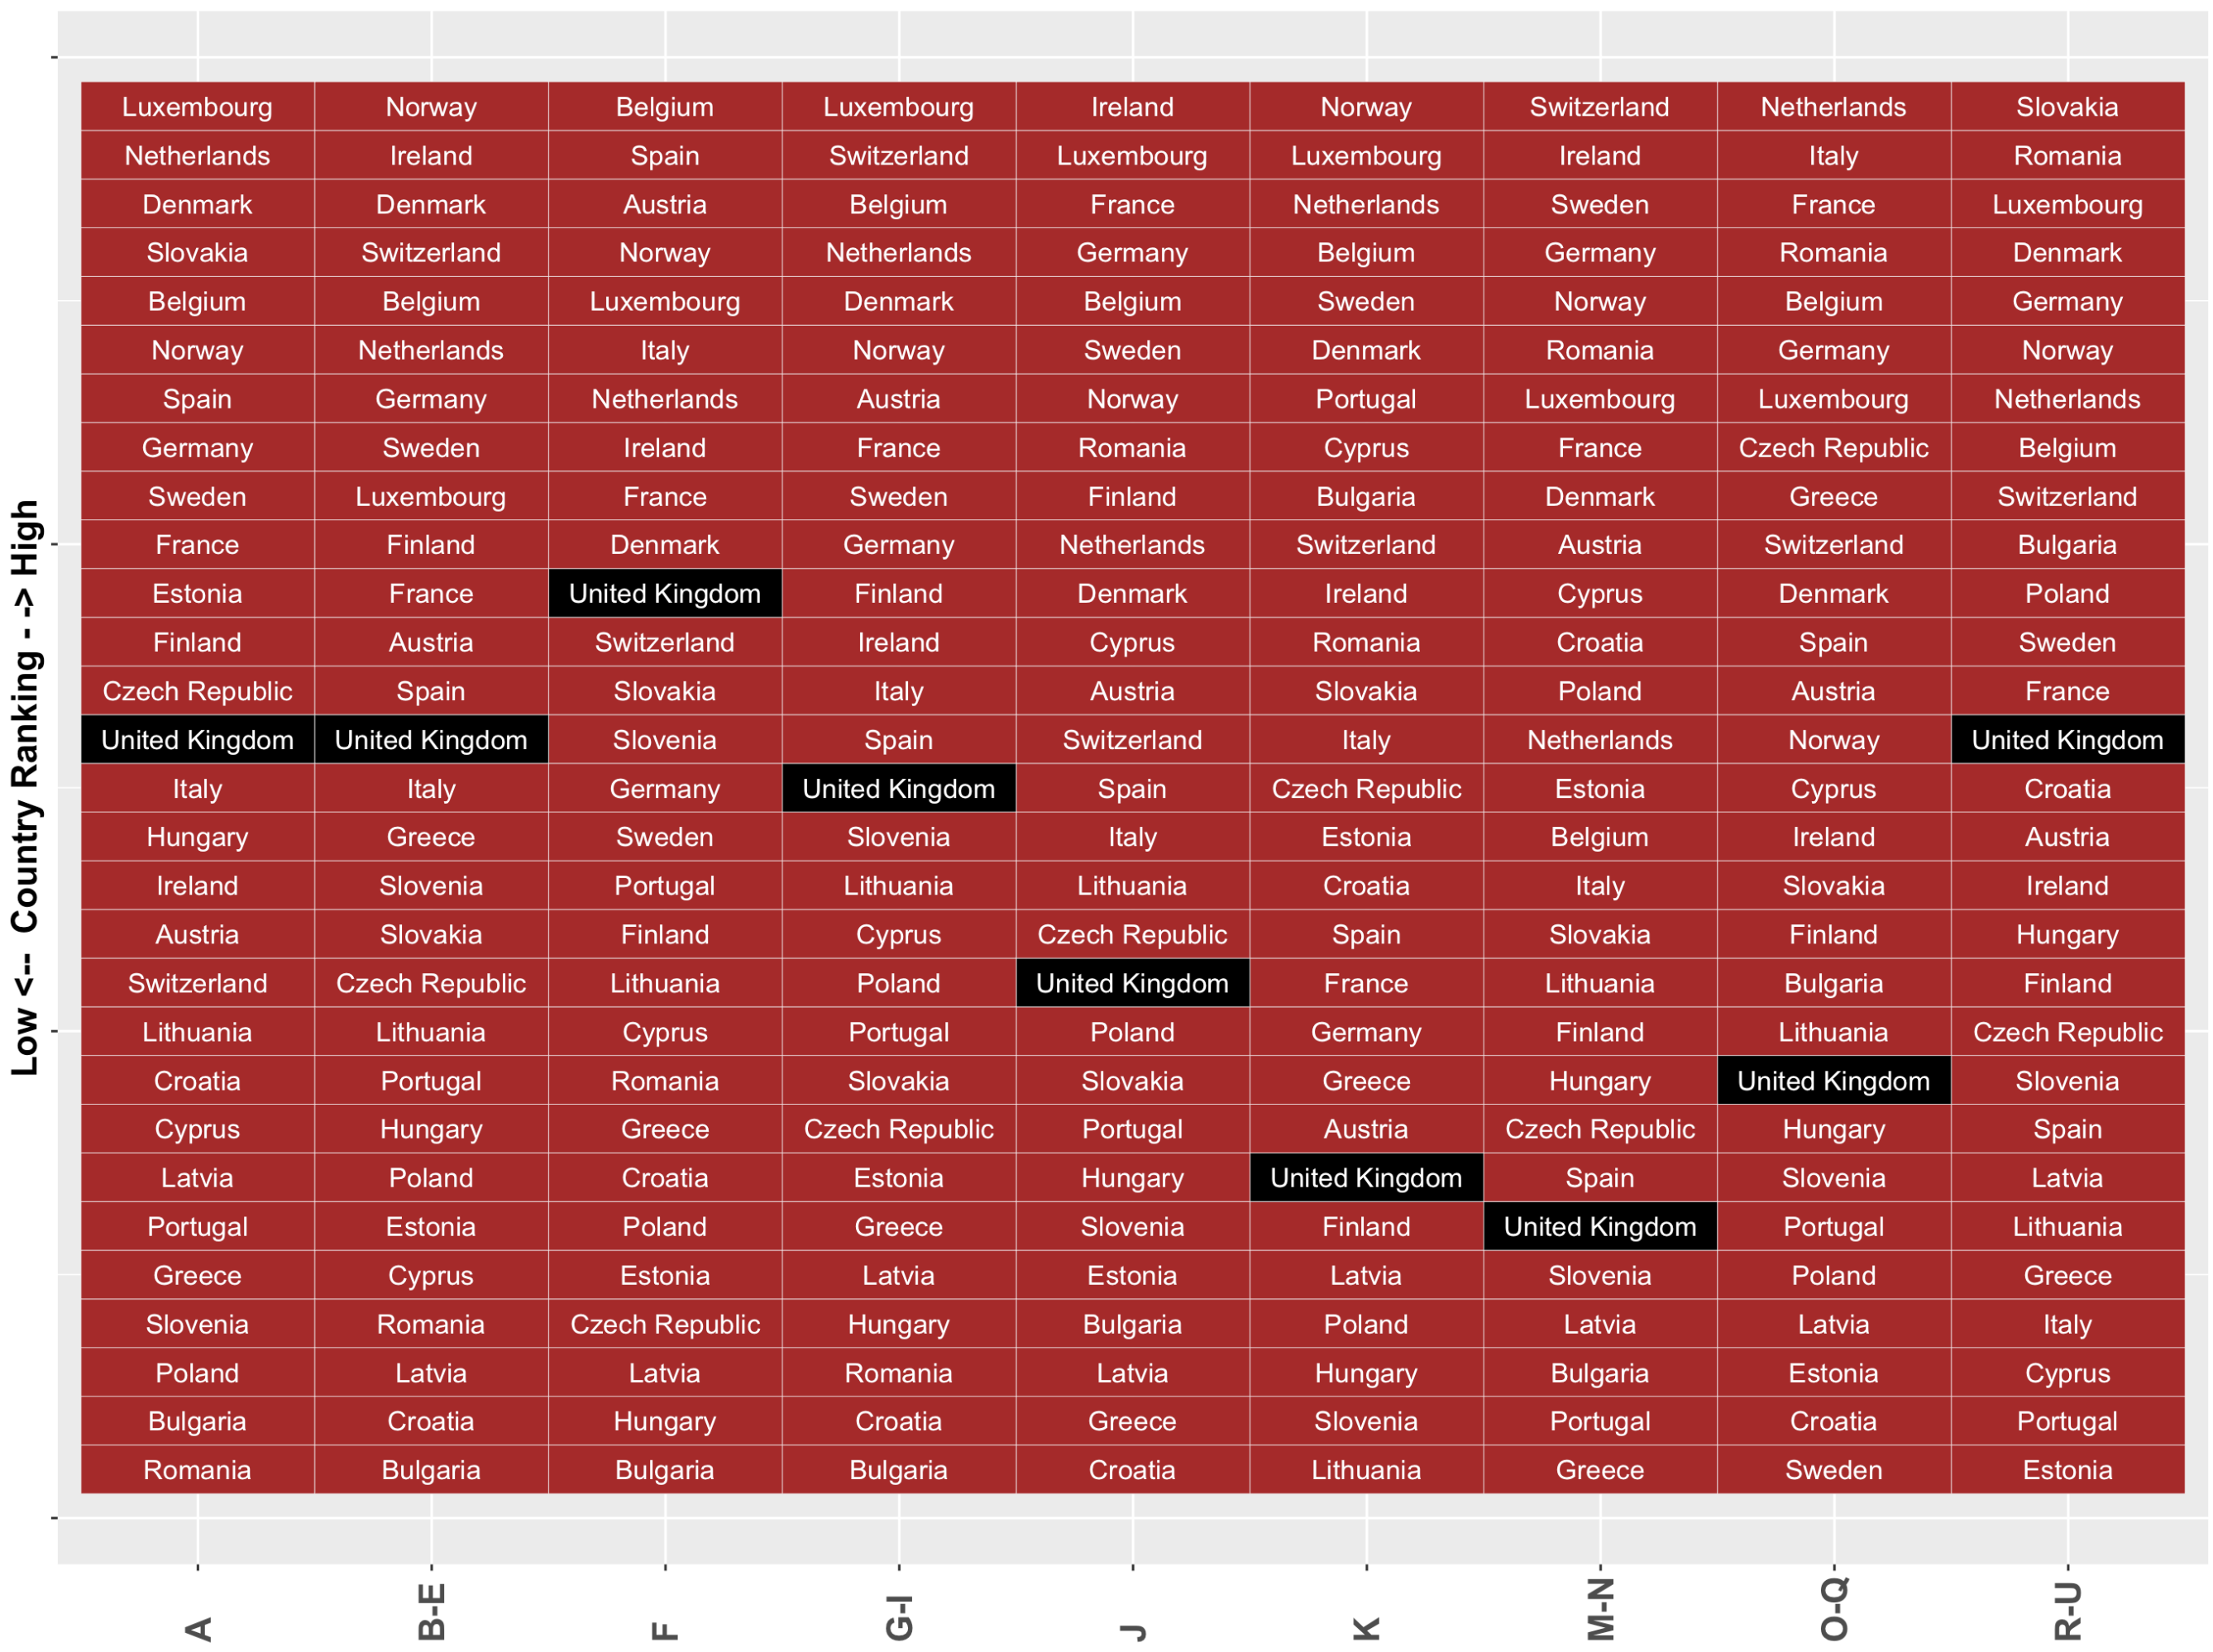 Low <-- Country Ranking - -> High
Luxembourg Norway Belgium Luxembourg Ireland Norway Switzerland Netherlands Slovakia
Netherlands Ireland Spain Switzerland Luxembourg Luxembourg Ireland Italy Romania
Denmark Denmark Austria Belgium France Netherlands Sweden France Luxembourg
Slovakia Switzerland Norway Netherlands Germany Belgium Germany Romania Denmark
Belgium Belgium Luxembourg Denmark Belgium Sweden Norway Belgium Germany
Norway Netherlands Italy Norway Sweden Denmark Romania Germany Norway
Spain Germany Netherlands Austria Norway Portugal Luxembourg Luxembourg Netherlands
Germany Sweden Ireland France Romania Cyprus France Czech Republic Belgium
Sweden Luxembourg France Sweden Finland Bulgaria Denmark Greece Switzerland
France Finland Denmark Germany Netherlands Switzerland Austria Switzerland Bulgaria
Estonia France United Kingdom Finland Denmark Ireland Cyprus Denmark Poland
Finland Austria Switzerland Ireland Cyprus Romania Croatia Spain Sweden
Czech Republic Spain Slovakia Italy Austria Slovakia Poland Austria France
United Kingdom United Kingdom Slovenia Spain Switzerland Italy Netherlands Norway United Kingdom
Italy Italy Germany United Kingdom Spain Czech Republic Estonia Cyprus Croatia
Hungary Greece Sweden Slovenia Italy Estonia Belgium Ireland Austria
Ireland Slovenia Portugal Lithuania Lithuania Croatia Italy Slovakia Ireland
Austria Slovakia Finland Cyprus Czech Republic Spain Slovakia Finland Hungary
Switzerland Czech Republic Lithuania Poland United Kingdom France Lithuania Bulgaria Finland
Lithuania Lithuania Cyprus Portugal Poland Germany Finland Lithuania Czech Republic
Croatia Portugal Romania Slovakia Slovakia Greece Hungary United Kingdom Slovenia
Cyprus Hungary Greece Czech Republic Portugal Austria Czech Republic Hungary Spain
Latvia Poland Croatia Estonia Hungary United Kingdom Spain Slovenia Latvia
Portugal Estonia Poland Greece Slovenia Finland United Kingdom Portugal Lithuania
Greece Cyprus Estonia Latvia Estonia Latvia Slovenia Poland Greece
Slovenia Romania Czech Republic Hungary Bulgaria Poland Latvia Latvia Italy
Poland Latvia Latvia Romania Latvia Hungary Bulgaria Estonia Cyprus
Bulgaria Croatia Hungary Croatia Greece Slovenia Portugal Croatia Portugal
Romania Bulgaria Bulgaria Bulgaria Croatia Lithuania Greece Sweden Estonia
A B-E F G-I J K M-N O-Q R-U